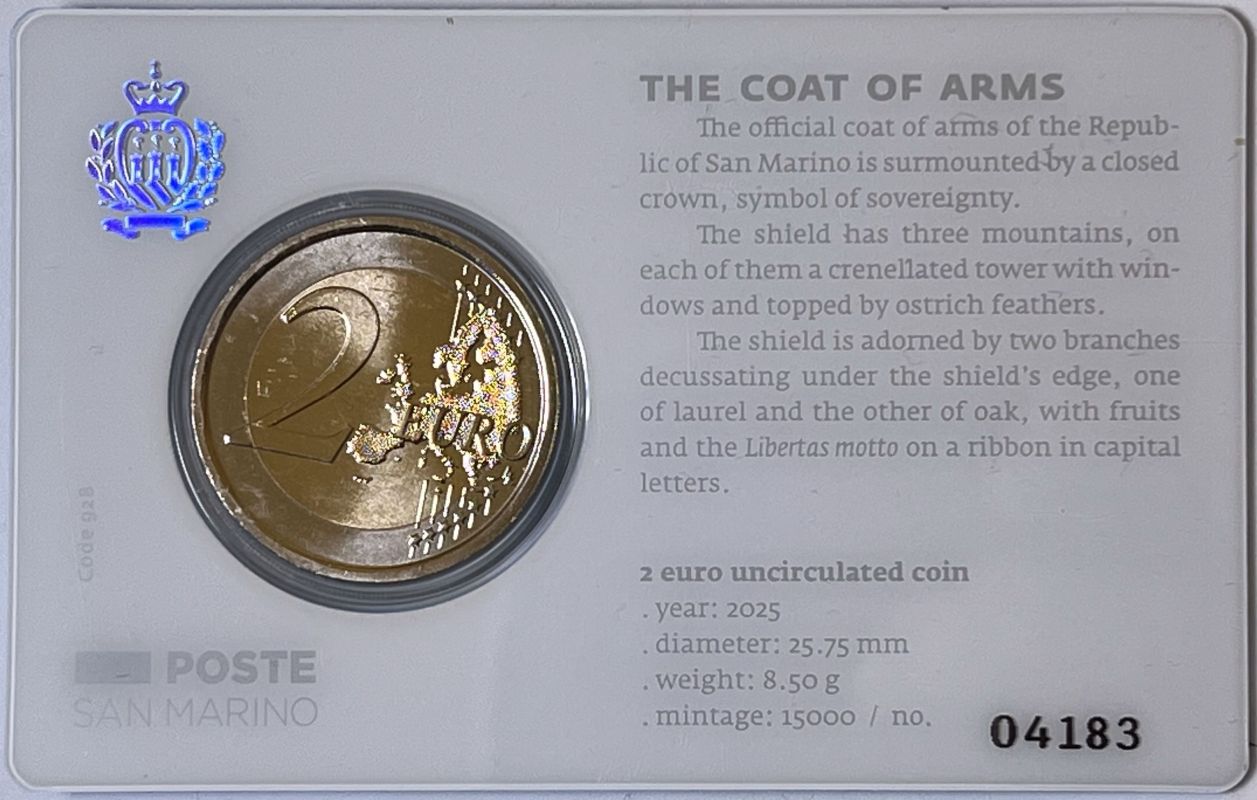 THE COAT OF ARMS
The official coat of arms of the Repub-
lic of San Marino is surmounted by a closed
crown, symbol of sovereignty.
The shield has three mountains, on
each of them a crenellated tower with win-
dows and topped by ostrich feathers.
The shield is adorned by two branches
decussating under the shield's edge, one
of laurel and the other of oak, with fruits
and the Libertas motto on a ribbon in capital
letters.
2 euro uncirculated coin
. year: 2025
. diameter: 25.75 mm
. weight: 8.50 g
. mintage: 15000 / no. 04183
2 EURO
Code 92B
POSTE
SAN MARINO